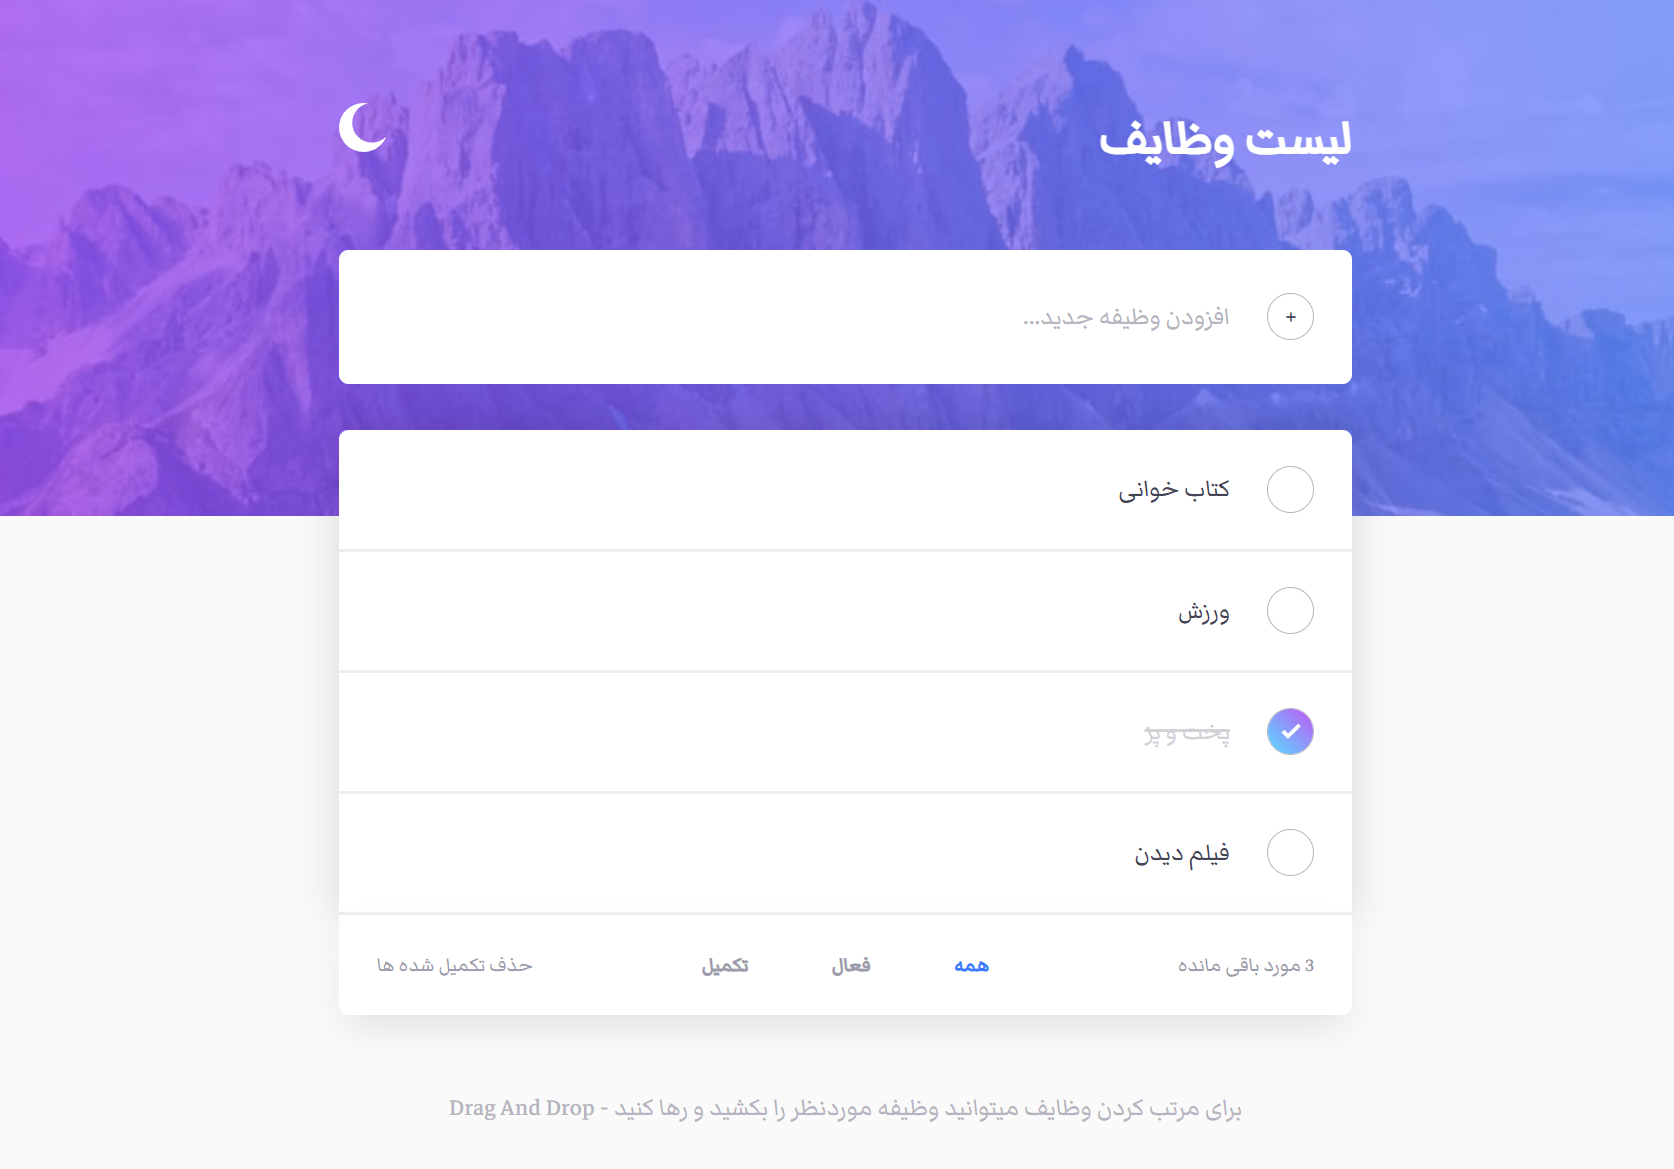 لیست وظایف
+
افزودن وظیفه جدید...
کتاب خوانی
ورزش
پخت و پز
فیلم دیدن
3 مورد باقی مانده
همه
فعال
تکمیل
حذف تکمیل شده ها
برای مرتب کردن وظایف میتوانید وظیفه موردنظر را بکشید و رها کنید - Drag And Drop